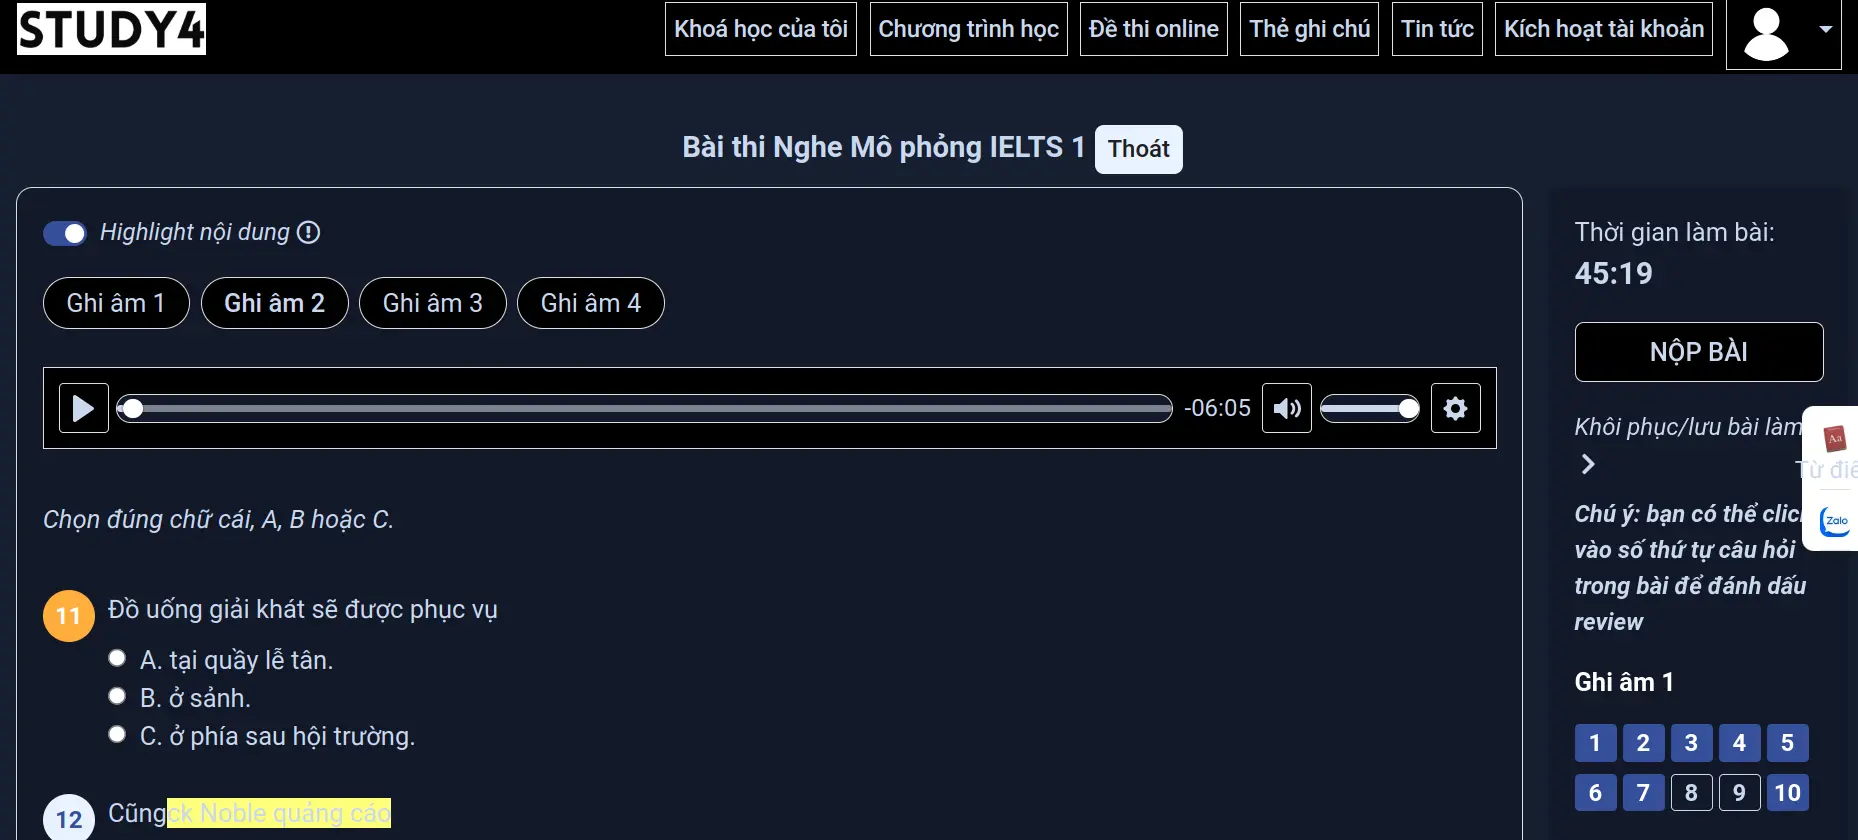 STUDY4
Khoá học của tôi
Chương trình học
Đề thi online
Thẻ ghi chú
Tin tức
Kích hoạt tài khoản
Bài thi Nghe Mô phỏng IELTS 1
Thoát
Highlight nội dung
Ghi âm 1
Ghi âm 2
Ghi âm 3
Ghi âm 4
-06:05
Chọn đúng chữ cái, A, B hoặc C.
11 Đồ uống giải khát sẽ được phục vụ
A. tại quầy lễ tân.
B. ở sảnh.
C. ở phía sau hội trường.
12 Cũngck Noble quảng cáo
Thời gian làm bài:
45:19
NỘP BÀI
Khôi phục/lưu bài làm
Aa
Từ điể
Zalo
Chú ý: bạn có thể clic
vào số thứ tự câu hỏi
trong bài để đánh dấu
review
Ghi âm 1
1 2 3 4 5
6 7 8 9 10